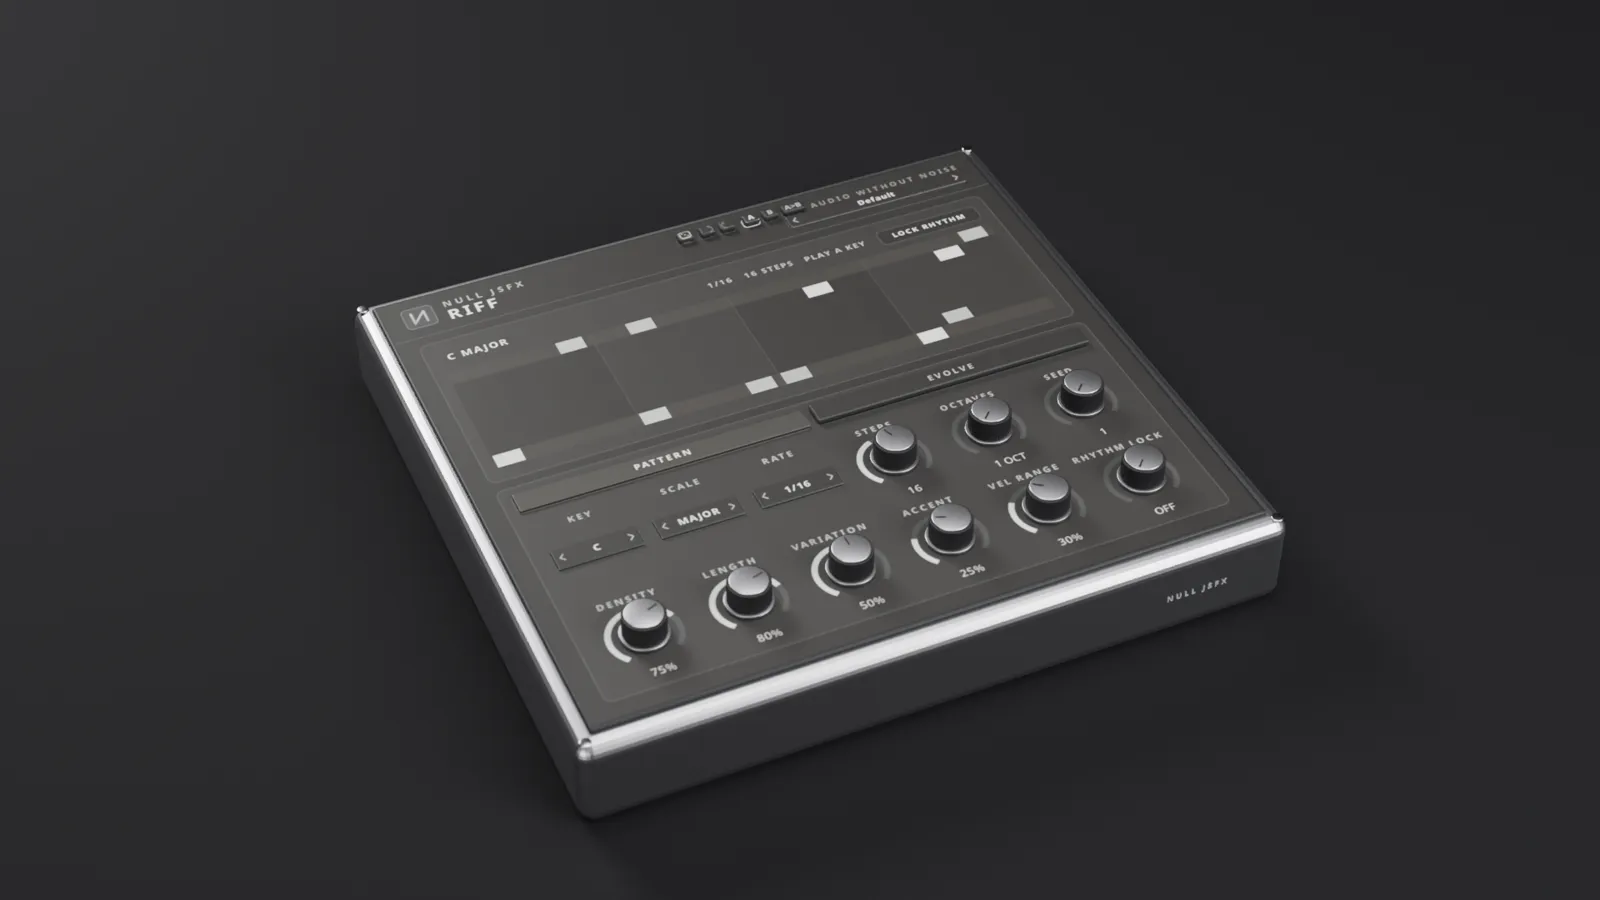 AUDIO WITHOUT NOISE
A B A>B
< Default >
NULL JSFX
RIFF
C MAJOR
1/16 16 STEPS PLAY A KEY LOCK RHYTHM
PATTERN EVOLVE
KEY SCALE RATE STEPS OCTAVES SEED
< C > < MAJOR > < 1/16 > 16 1 OCT 1
DENSITY LENGTH VARIATION ACCENT VEL RANGE RHYTHM LOCK
75% 80% 50% 25% 30% OFF
NULL JSFX